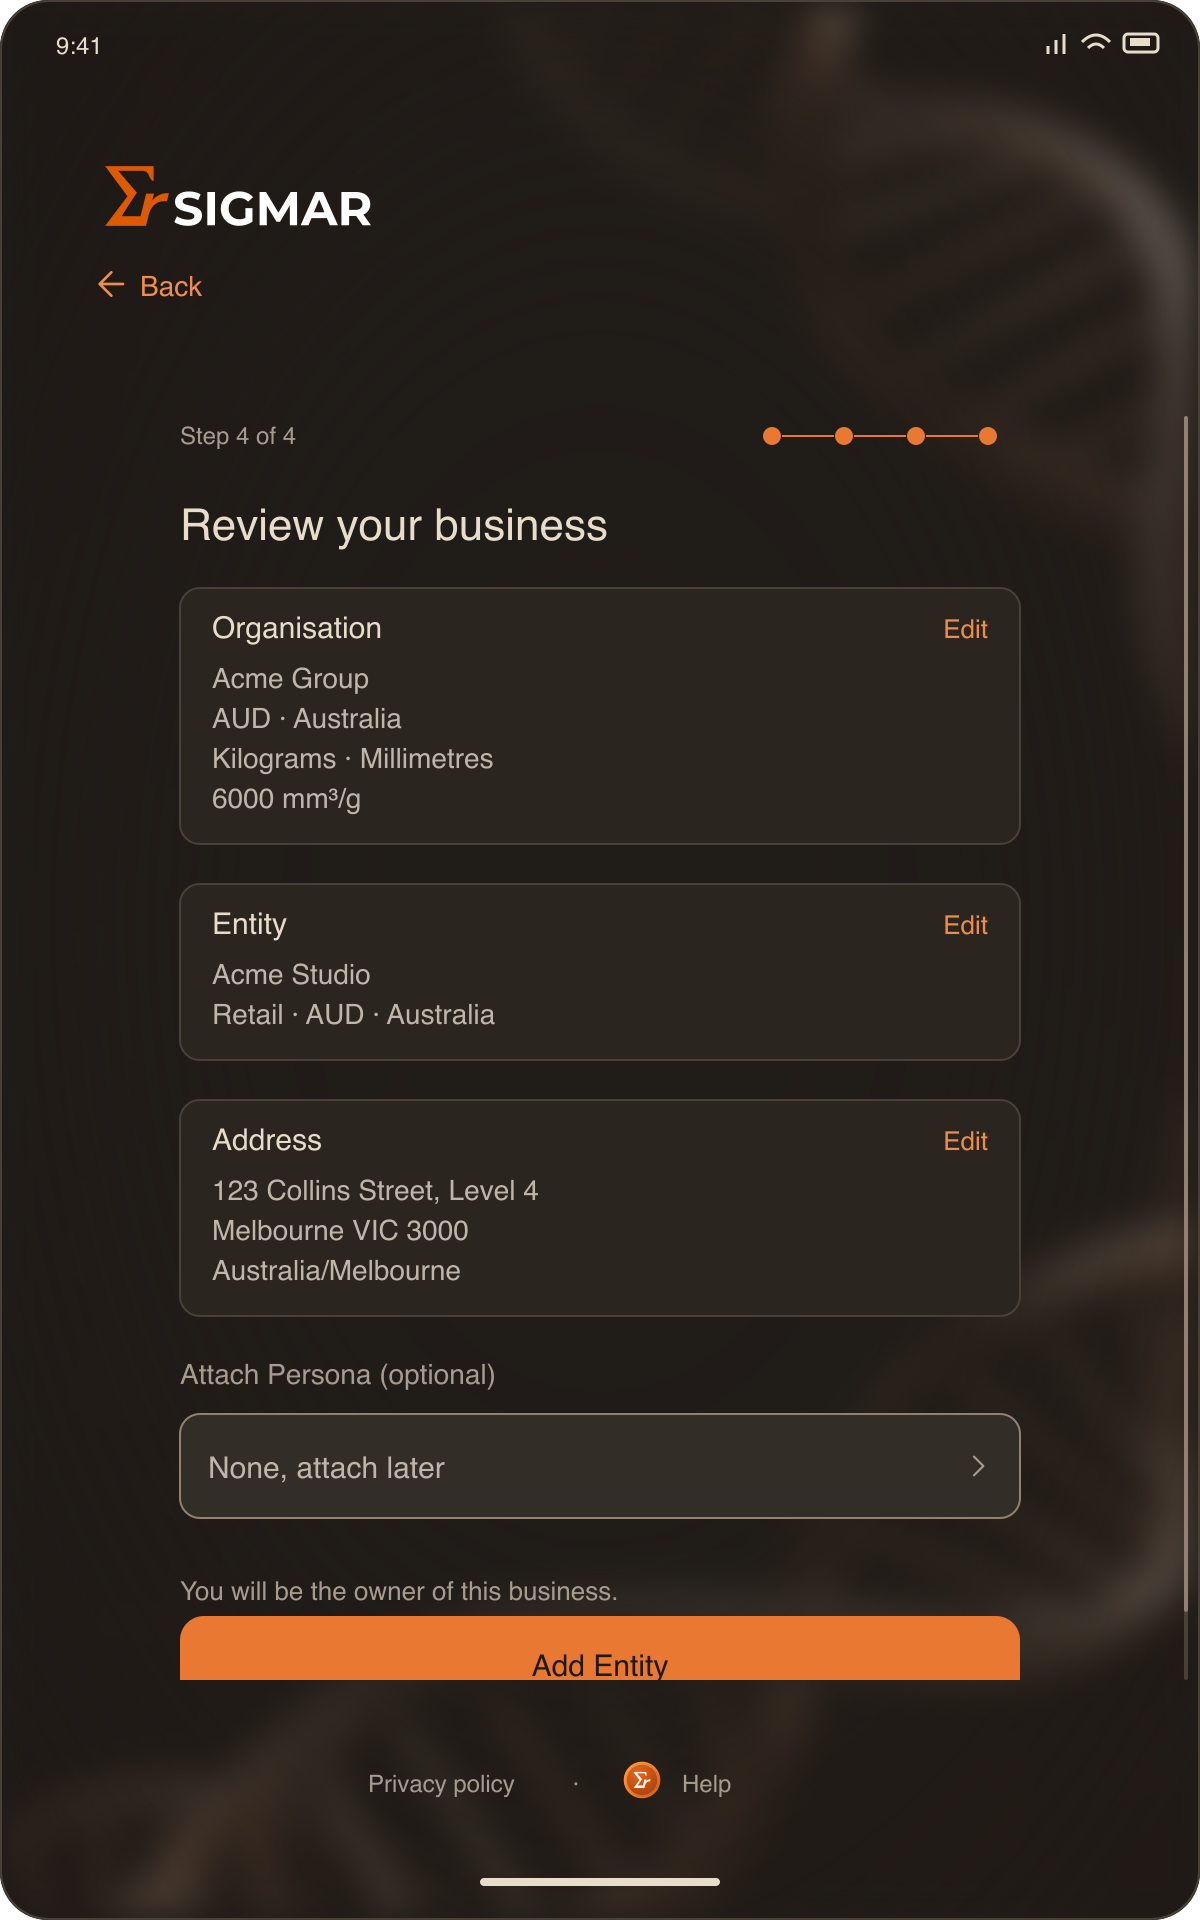 9:41
Σr SIGMAR
← Back
Step 4 of 4
Review your business
Organisation
Edit
Acme Group
AUD · Australia
Kilograms · Millimetres
6000 mm³/g
Entity
Edit
Acme Studio
Retail · AUD · Australia
Address
Edit
123 Collins Street, Level 4
Melbourne VIC 3000
Australia/Melbourne
Attach Persona (optional)
None, attach later
You will be the owner of this business.
Add Entity
Privacy policy · Σr Help